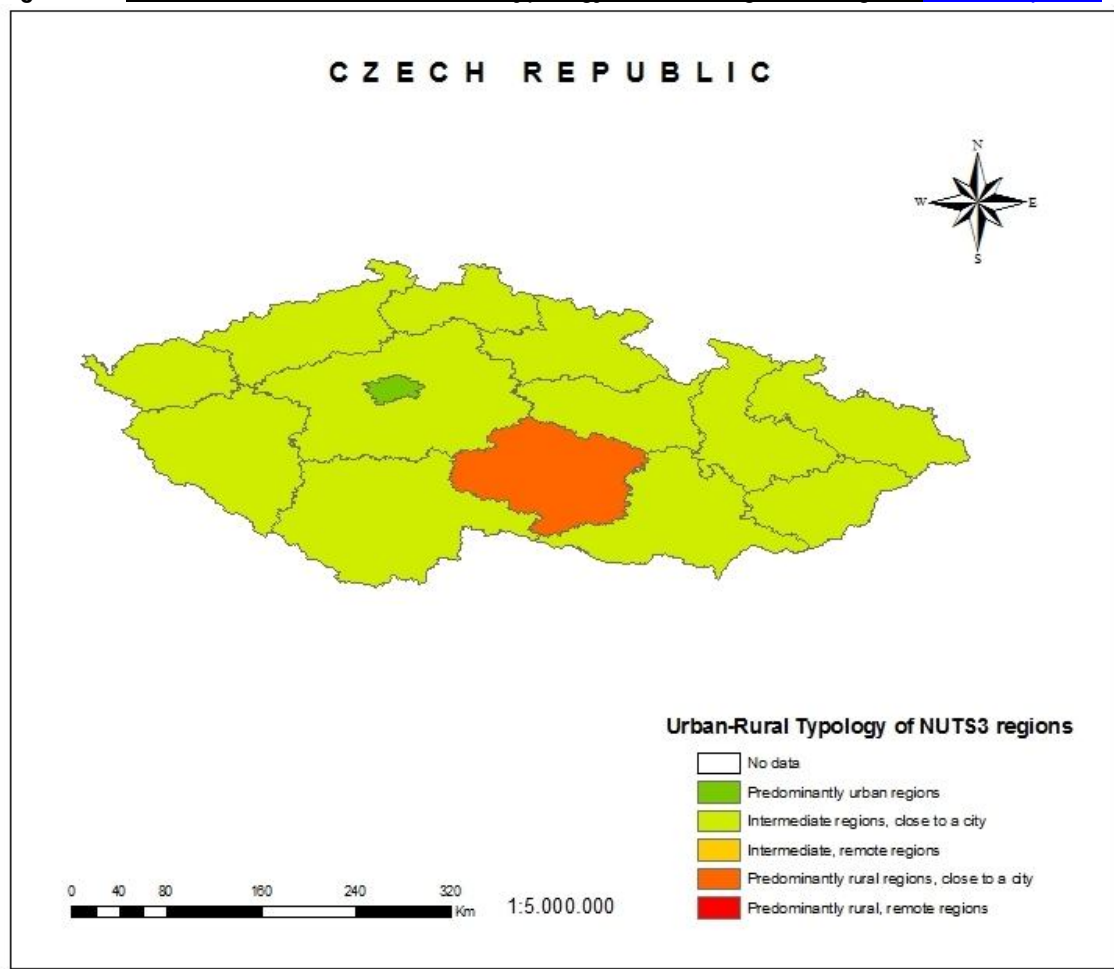 C Z E C H R E P U B L I C
N
W E
S
Urban-Rural Typology of NUTS3 regions
No data
Predominantly urban regions
Intermediate regions, close to a city
Intermediate, remote regions
Predominantly rural regions, close to a city
Predominantly rural, remote regions
0 40 80 160 240 320
Km
1:5.000.000